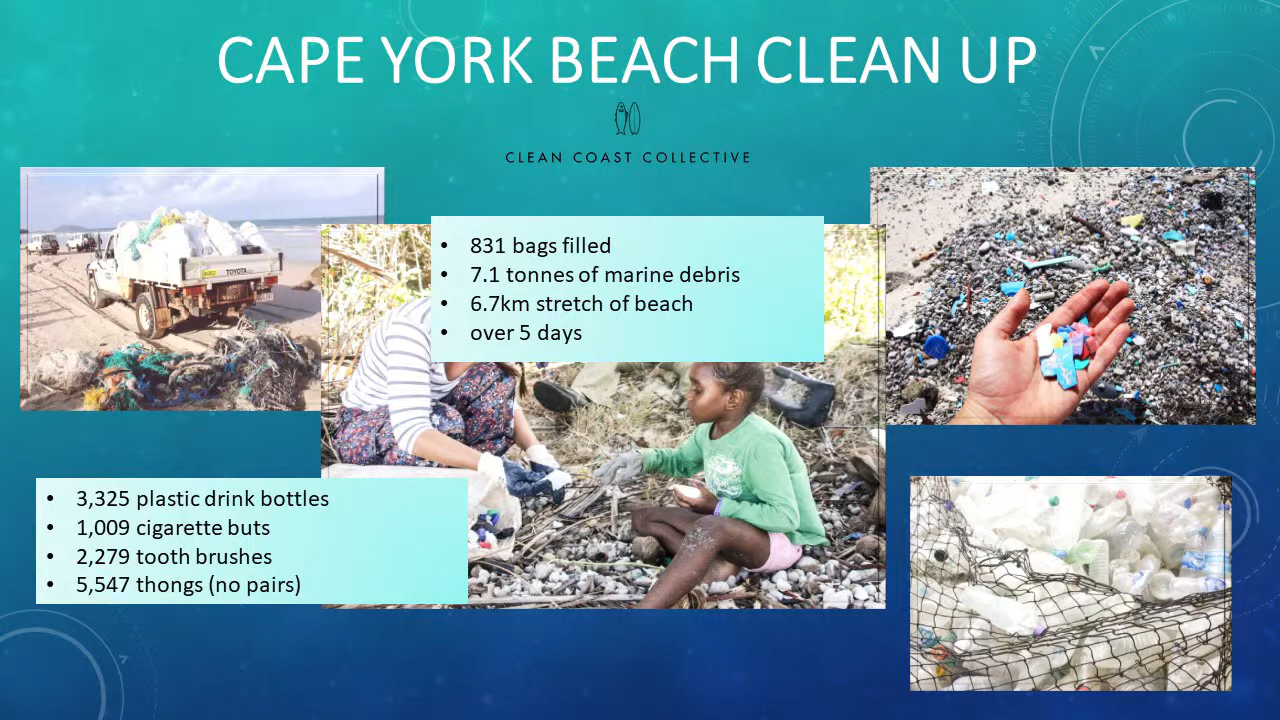 CAPE YORK BEACH CLEAN UP
CLEAN COAST COLLECTIVE
TOYOTA
• 831 bags filled
• 7.1 tonnes of marine debris
• 6.7km stretch of beach
• over 5 days
• 3,325 plastic drink bottles
• 1,009 cigarette buts
• 2,279 tooth brushes
• 5,547 thongs (no pairs)